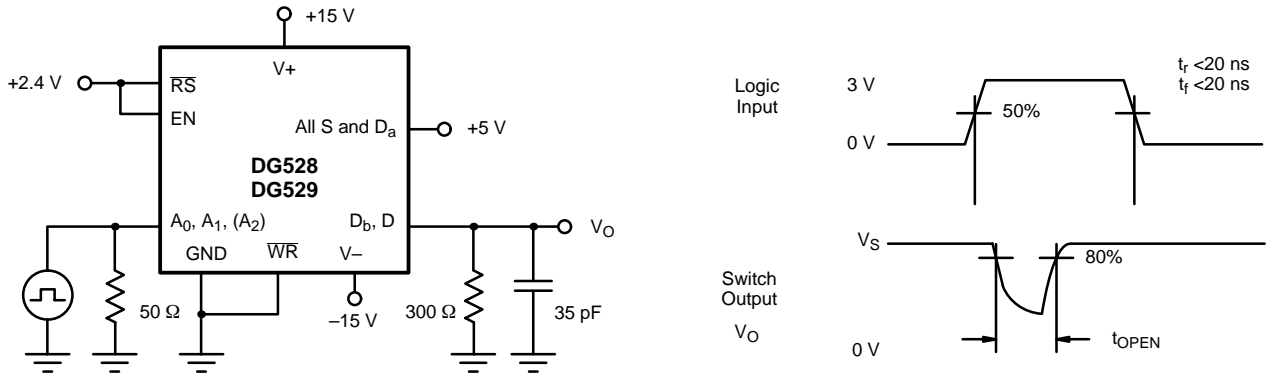 +15 V
V+
+2.4 V
R̅S̅
EN
All S and Da
+5 V
DG528
DG529
A0, A1, (A2)
Db, D
VO
GND
W̅R̅
V–
50 Ω
–15 V
300 Ω
35 pF
Logic
Input
3 V
0 V
50%
tr <20 ns
tf <20 ns
VS
80%
Switch
Output
VO
0 V
tOPEN